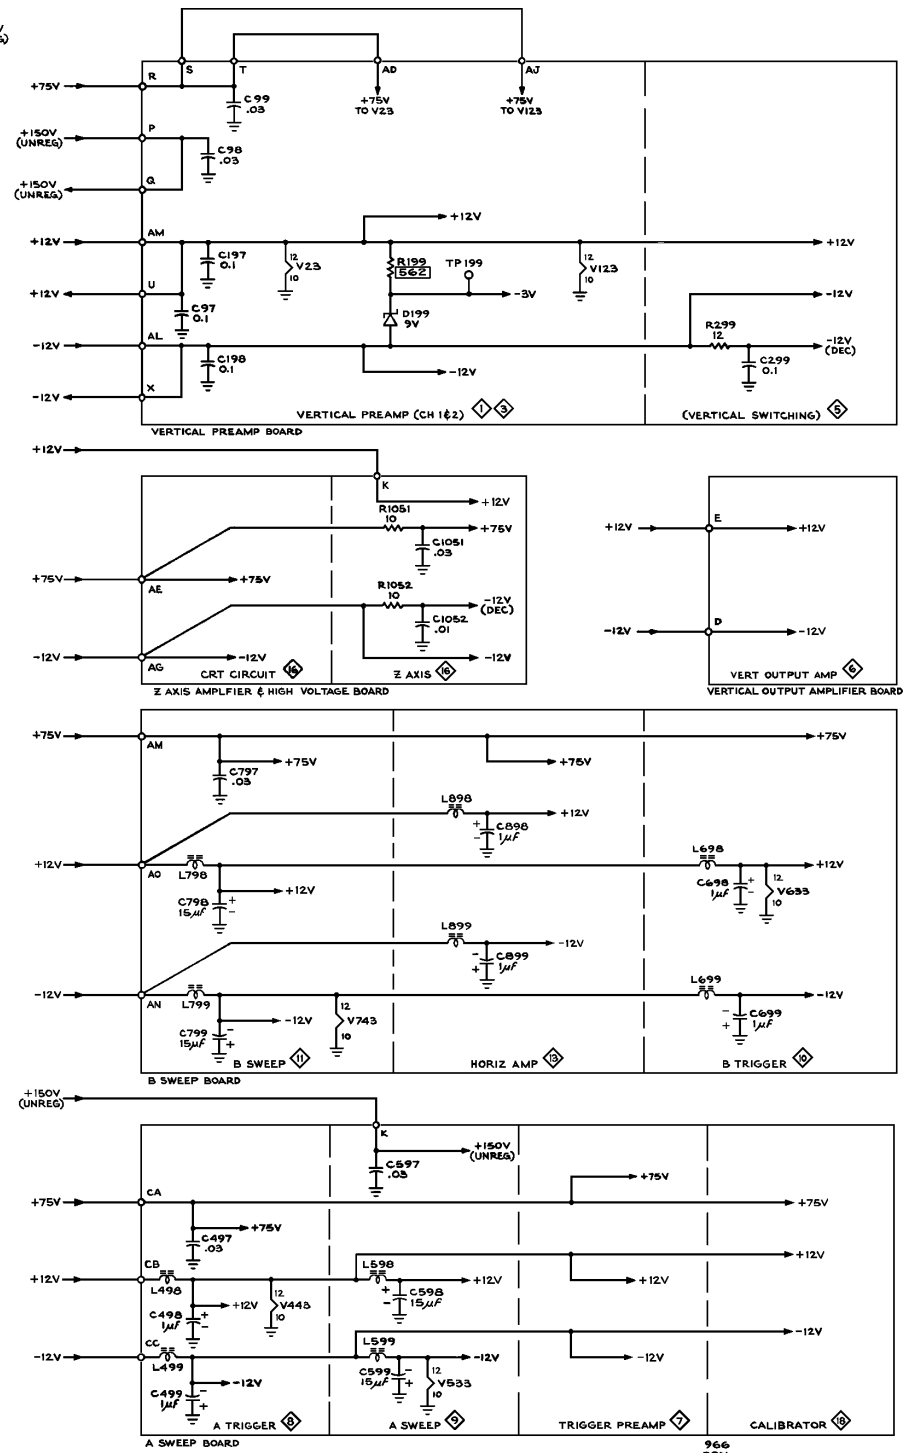 S
T
AD
AJ
R
+75V
C99
.03
+75V
TO V23
+75V
TO V123
P
+150V
(UNREG)
C98
.03
Q
+150V
(UNREG)
+12V
AM
+12V
+12V
C197
0.1
12
V23
10
R199
562
TP199
12
V123
10
U
+12V
-3V
-12V
C97
0.1
D199
9V
AL
-12V
R299
12
-12V
(DEC)
C198
0.1
-12V
C299
0.1
X
-12V
VERTICAL PREAMP (CH 1&2) 1 3
(VERTICAL SWITCHING) 5
VERTICAL PREAMP BOARD
+12V
K
+12V
R1051
10
+75V
C1051
.03
+75V
AE
+75V
R1052
10
-12V
(DEC)
C1052
.01
-12V
AG
-12V
-12V
CRT CIRCUIT 16
Z AXIS 16
Z AXIS AMPLFIER & HIGH VOLTAGE BOARD
E
+12V
+12V
D
-12V
-12V
VERT OUTPUT AMP 6
VERTICAL OUTPUT AMPLIFIER BOARD
+75V
AM
+75V
+75V
+75V
C797
.03
L898
+12V
C898
+
-
1µF
+12V
AO
L798
L698
+12V
+12V
C798
15µF
+
-
C698
1µF
+
-
12
V633
10
L899
-12V
C899
-
+
1µF
-12V
AN
L799
L699
-12V
-12V
C799
15µF
-
+
12
V743
10
C699
-
+
1µF
B SWEEP 11
HORIZ AMP 13
B TRIGGER 10
B SWEEP BOARD
+150V
(UNREG)
K
+150V
(UNREG)
C597
.03
+75V
CA
+75V
+75V
+75V
C497
.03
CB
+12V
L498
L598
+12V
+12V
+12V
+12V
C498
1µF
+
-
12
V443
10
C598
+
-
15µF
CC
-12V
L499
L599
-12V
-12V
-12V
-12V
C499
1µF
-
+
C599
15µF
-
+
12
V533
10
A TRIGGER 8
A SWEEP 9
TRIGGER PREAMP 7
CALIBRATOR 18
A SWEEP BOARD
966